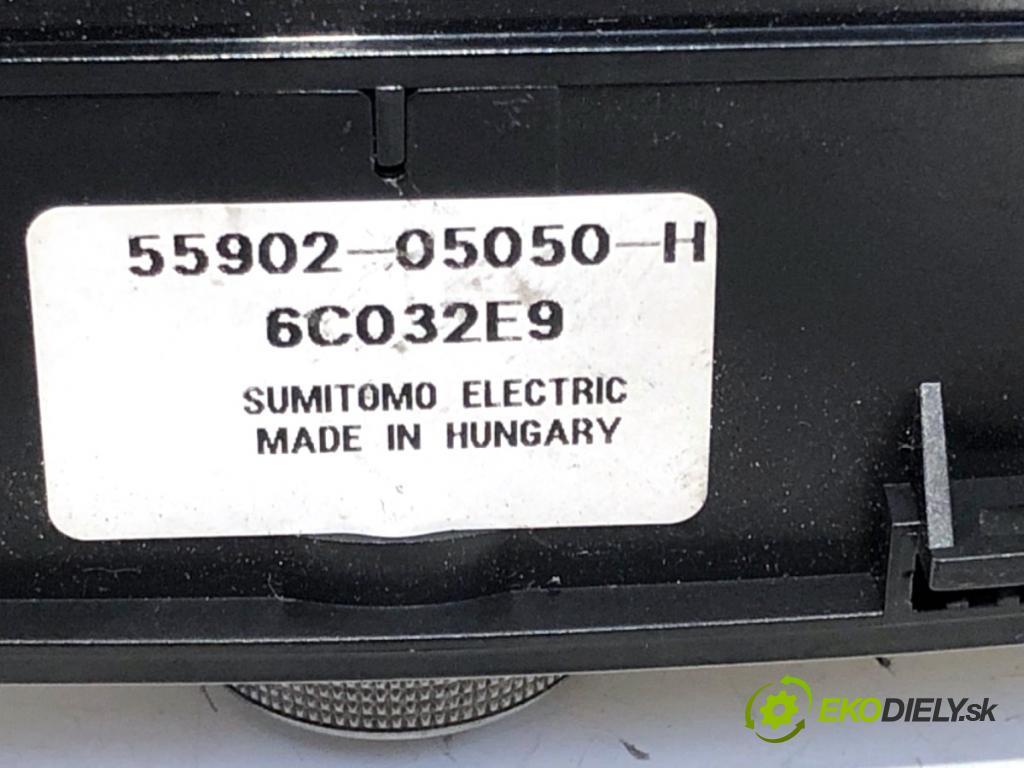 55902-05050-H
6C032E9
SUMITOMO ELECTRIC
MADE IN HUNGARY
EKODIELY.sk